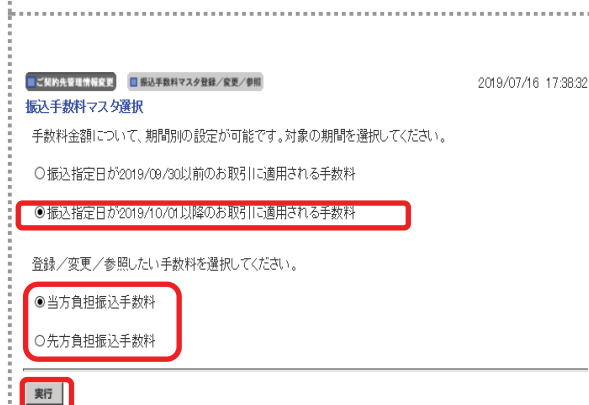 ご契約先管理情報変更 振込手数料マスタ登録／変更／参照 2019/07/16 17:38:32
振込手数料マスタ選択
手数料金額について、期間別の設定が可能です。対象の期間を選択してください。
○振込指定日が2019/09/30以前のお取引に適用される手数料
◉振込指定日が2019/10/01以降のお取引に適用される手数料
登録／変更／参照したい手数料を選択してください。
◉当方負担振込手数料
○先方負担振込手数料
実行